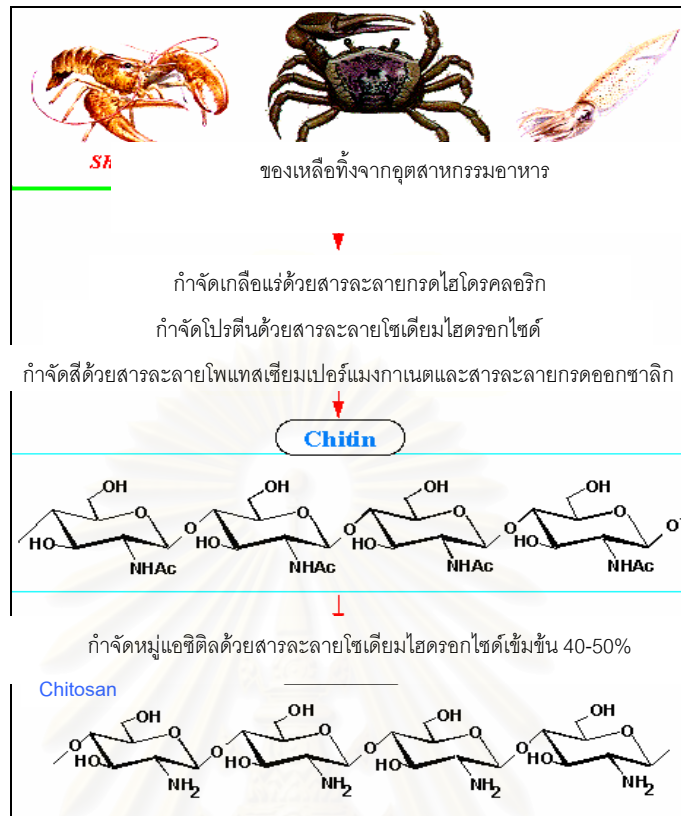 ของเหลือทิ้งจากอุตสาหกรรมอาหาร
กำจัดเกลือแร่ด้วยสารละลายกรดไฮโดรคลอริก
กำจัดโปรตีนด้วยสารละลายโซเดียมไฮดรอกไซด์
กำจัดสีด้วยสารละลายโพแทสเซียมเปอร์แมงกาเนตและสารละลายกรดออกซาลิก
Chitin
OH OH OH OH
O O O O O O O O
HO HO HO HO
NHAc NHAc NHAc NHAc
กำจัดหมู่แอซิติลด้วยสารละลายโซเดียมไฮดรอกไซด์เข้มข้น 40-50%
Chitosan
OH OH OH OH
O O O O O O O O
HO HO HO HO
NH2 NH2 NH2 NH2